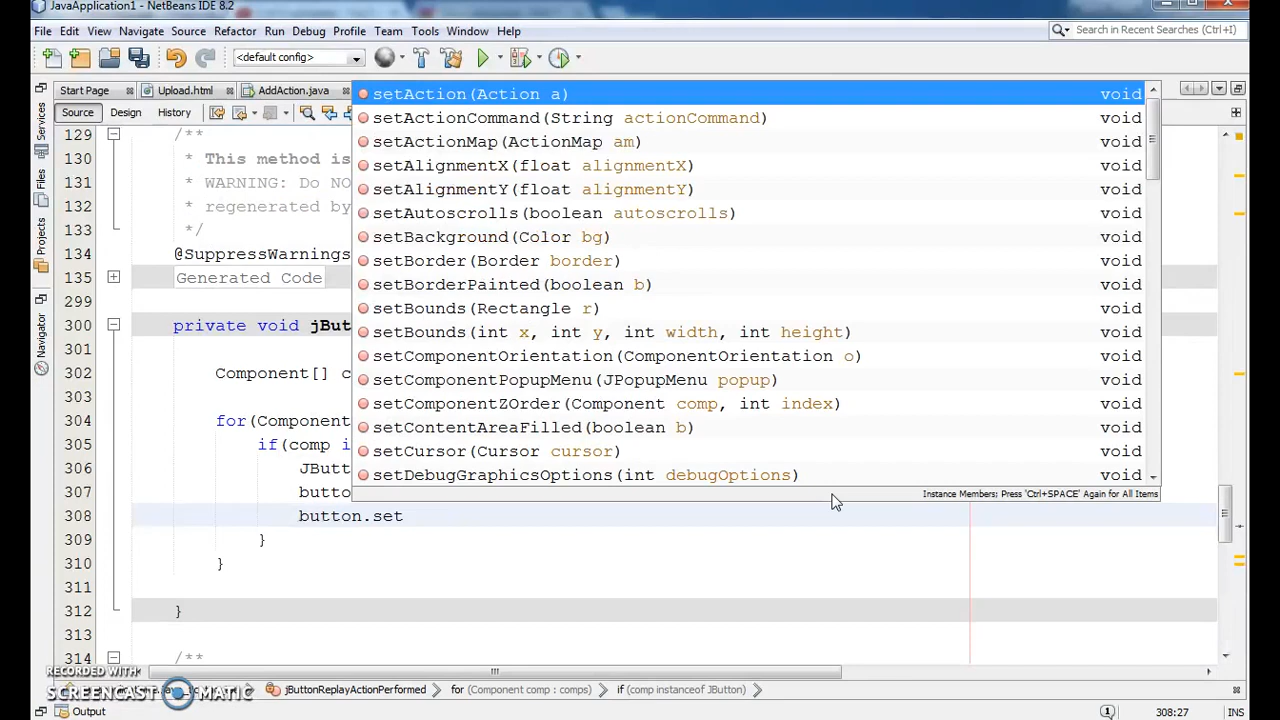 JavaApplication1 - NetBeans IDE 8.2
File Edit View Navigate Source Refactor Run Debug Profile Team Tools Window Help
Search in Recent Searches (Ctrl+I)
<default config>
Start Page Upload.html AddAction.java
Source Design History
Services
Files
Projects
Navigator
setAction(Action a) void
setActionCommand(String actionCommand) void
setActionMap(ActionMap am) void
setAlignmentX(float alignmentX) void
setAlignmentY(float alignmentY) void
setAutoscrolls(boolean autoscrolls) void
setBackground(Color bg) void
setBorder(Border border) void
setBorderPainted(boolean b) void
setBounds(Rectangle r) void
setBounds(int x, int y, int width, int height) void
setComponentOrientation(ComponentOrientation o) void
setComponentPopupMenu(JPopupMenu popup) void
setComponentZOrder(Component comp, int index) void
setContentAreaFilled(boolean b) void
setCursor(Cursor cursor) void
setDebugGraphicsOptions(int debugOptions) void
Instance Members; Press 'Ctrl+SPACE' Again for All Items
129 /**
130 * This method is
131 * WARNING: Do NO
132 * regenerated by
133 */
134 @SuppressWarnings
135 Generated Code
299
300 private void jBut
301
302 Component[] c
303
304 for(Component
305 if(comp i
306 JButt
307 butto
308 button.set
309 }
310 }
311
312 }
313
314 /**
RECORDED WITH
SCREENCAST MATIC
jButtonReplayActionPerformed for (Component comp : comps) if (comp instanceof JButton)
Output 1 308:27 INS